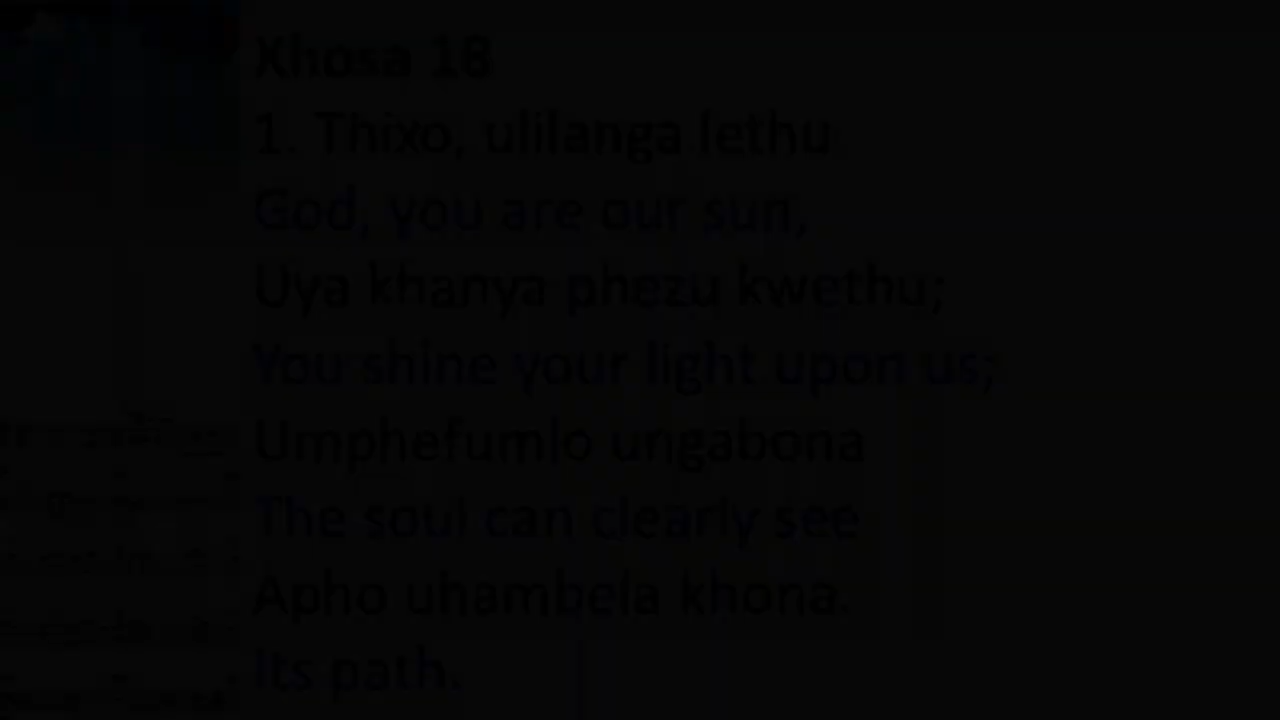 Xhosa 18
1. Thixo, ulilanga lethu
God, you are our sun,
Uya khanya phezu kwethu;
You shine your light upon us;
Umphefumlo ungabona
The soul can clearly see
Apho uhambela khona.
Its path.